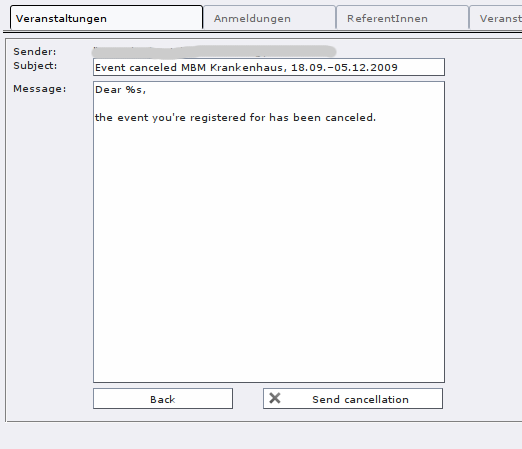 Veranstaltungen Anmeldungen ReferentInnen Veranst
Sender:
Subject: Event canceled MBM Krankenhaus, 18.09.–05.12.2009
Message: Dear %s,
the event you're registered for has been canceled.
Back Send cancellation